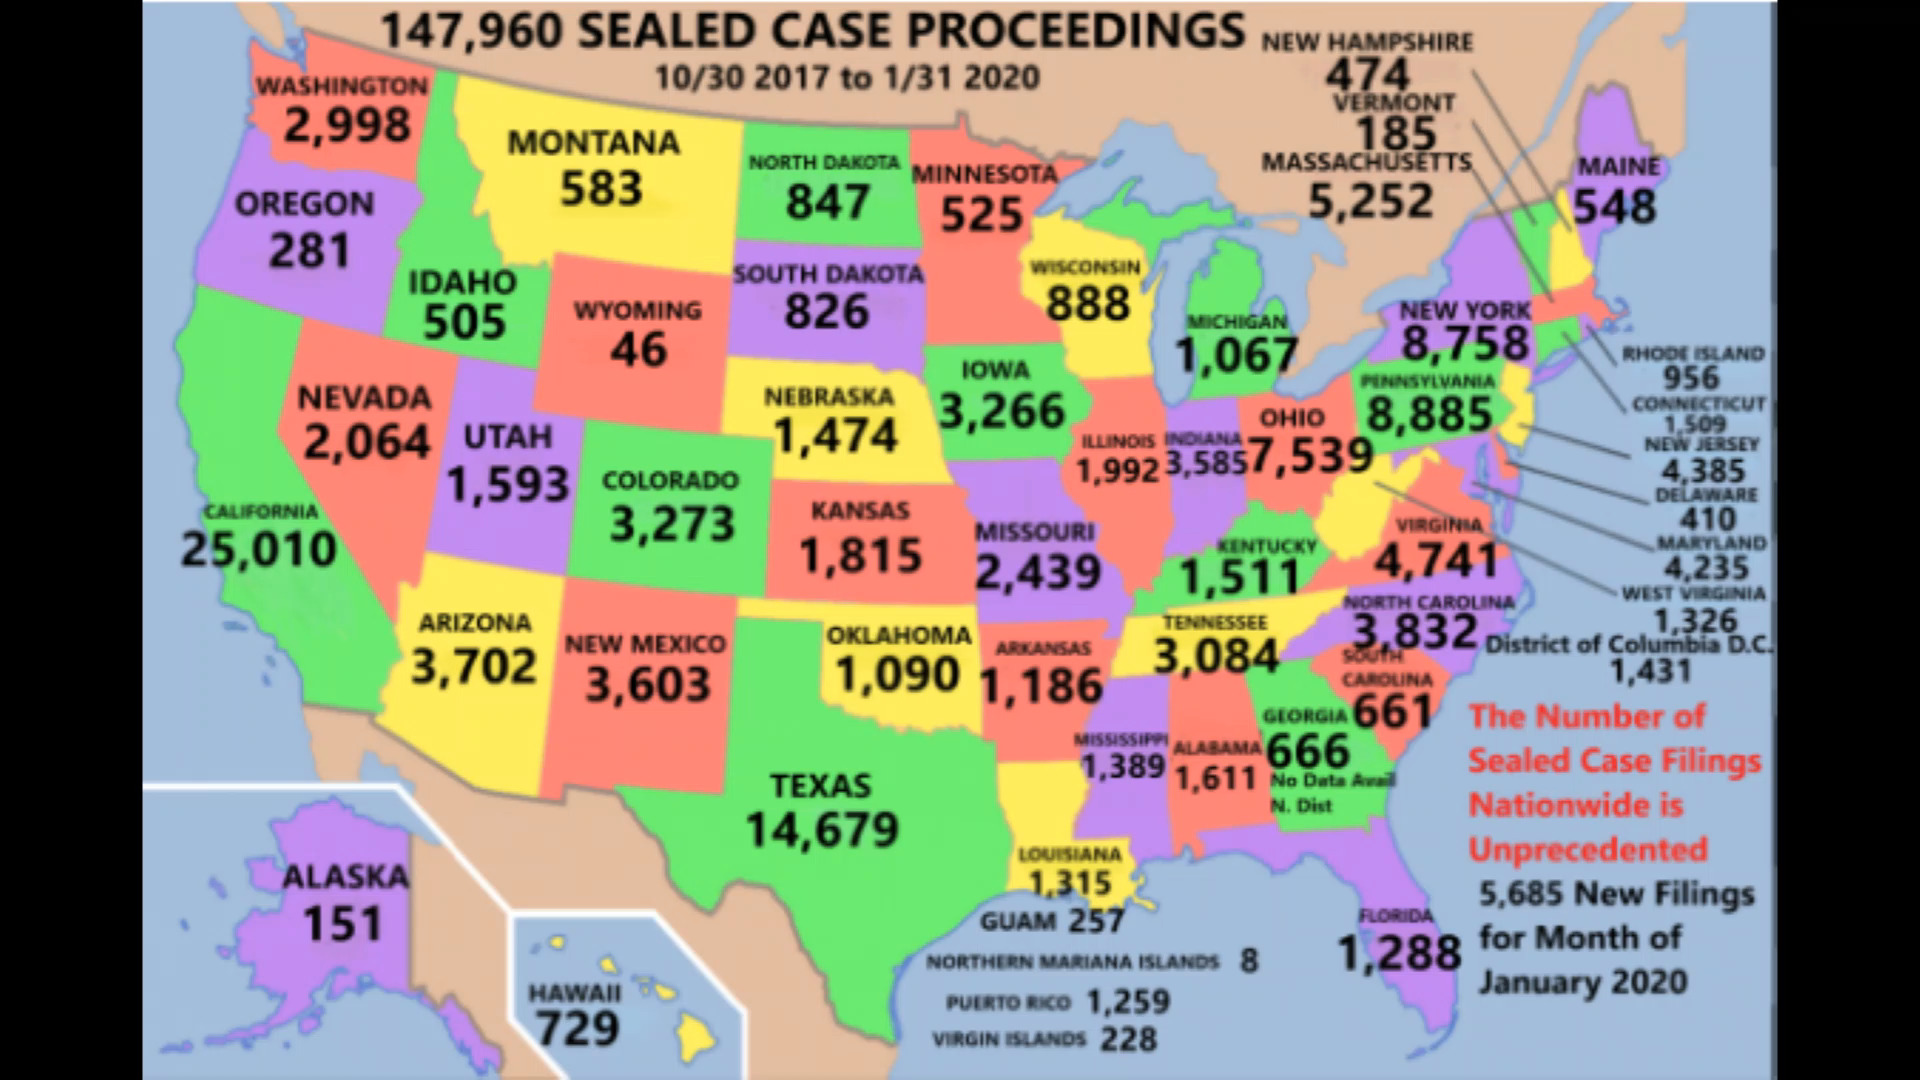 147,960 SEALED CASE PROCEEDINGS
10/30 2017 to 1/31 2020
NEW HAMPSHIRE
474
VERMONT
185
MASSACHUSETTS
5,252
MAINE
548
WASHINGTON
2,998
MONTANA
583
NORTH DAKOTA
847
MINNESOTA
525
OREGON
281
IDAHO
505
WYOMING
46
SOUTH DAKOTA
826
WISCONSIN
888
MICHIGAN
1,067
NEW YORK
8,758
RHODE ISLAND
956
CONNECTICUT
1,509
NEW JERSEY
4,385
DELAWARE
410
MARYLAND
4,235
WEST VIRGINIA
1,326
District of Columbia D.C.
1,431
NEVADA
2,064
UTAH
1,593
COLORADO
3,273
NEBRASKA
1,474
IOWA
3,266
ILLINOIS
1,992
INDIANA
3,585
OHIO
7,539
PENNSYLVANIA
8,885
CALIFORNIA
25,010
KANSAS
1,815
MISSOURI
2,439
KENTUCKY
1,511
VIRGINIA
4,741
NORTH CAROLINA
3,832
ARIZONA
3,702
NEW MEXICO
3,603
OKLAHOMA
1,090
ARKANSAS
1,186
TENNESSEE
3,084
SOUTH
CAROLINA
661
TEXAS
14,679
MISSISSIPPI
1,389
ALABAMA
1,611
GEORGIA
666
No Data Avail
N. Dist
LOUISIANA
1,315
FLORIDA
1,288
ALASKA
151
HAWAII
729
GUAM 257
NORTHERN MARIANA ISLANDS 8
PUERTO RICO 1,259
VIRGIN ISLANDS 228
The Number of
Sealed Case Filings
Nationwide is
Unprecedented
5,685 New Filings
for Month of
January 2020